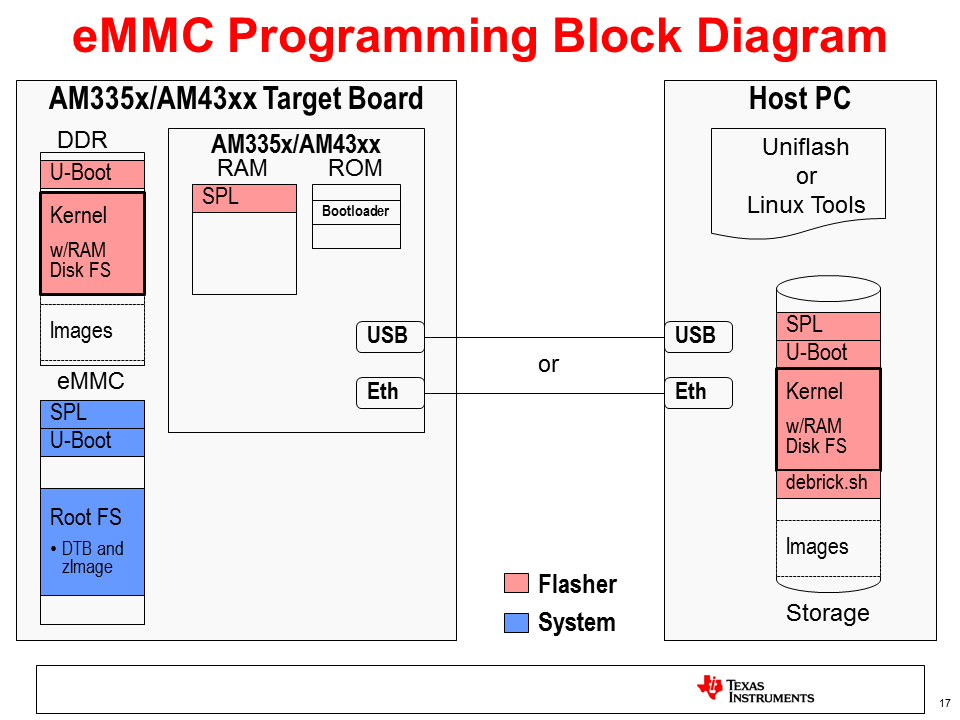 eMMC Programming Block Diagram
AM335x/AM43xx Target Board
DDR
U-Boot
Kernel
w/RAM
Disk FS
Images
eMMC
SPL
U-Boot
Root FS
• DTB and
zImage
AM335x/AM43xx
RAM
ROM
SPL
Bootloader
USB
Eth
or
Host PC
Uniflash
or
Linux Tools
USB
Eth
SPL
U-Boot
Kernel
w/RAM
Disk FS
debrick.sh
Images
Storage
Flasher
System
TEXAS
INSTRUMENTS
17